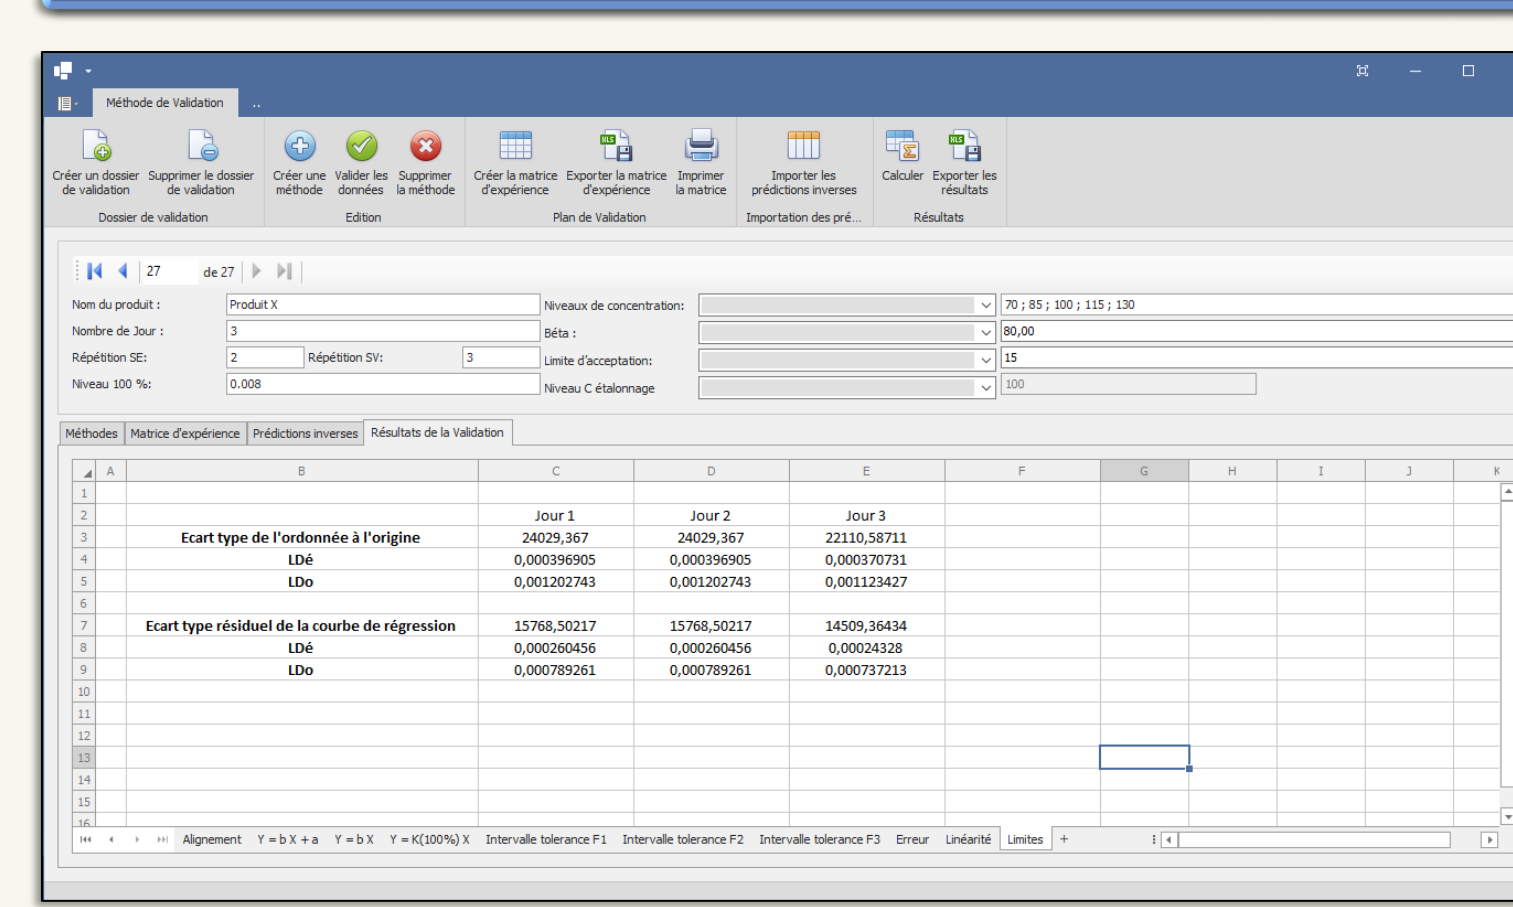 Méthode de Validation ..
Créer un dossier de validation
Supprimer le dossier de validation
Créer une méthode
Valider les données
Supprimer la méthode
Créer la matrice d'expérience
Exporter la matrice d'expérience
Imprimer la matrice
Importer les prédictions inverses
Calculer
Exporter les résultats
Dossier de validation
Edition
Plan de Validation
Importation des pré...
Résultats
27 de 27
Nom du produit : Produit X
Niveaux de concentration: 70 ; 85 ; 100 ; 115 ; 130
Nombre de Jour : 3
Béta : 80,00
Répétition SE: 2 Répétition SV: 3
Limite d'acceptation: 15
Niveau 100 %: 0.008
Niveau C étalonnage 100
Méthodes Matrice d'expérience Prédictions inverses Résultats de la Validation
A B C D E F G H I J K
1
2 Jour 1 Jour 2 Jour 3
3 Ecart type de l'ordonnée à l'origine 24029,367 24029,367 22110,58711
4 LDé 0,000396905 0,000396905 0,000370731
5 LDo 0,001202743 0,001202743 0,001123427
6
7 Ecart type résiduel de la courbe de régression 15768,50217 15768,50217 14509,36434
8 LDé 0,000260456 0,000260456 0,00024328
9 LDo 0,000789261 0,000789261 0,000737213
10
11
12
13
14
15
16
Alignement Y = b X + a Y = b X Y = K(100%) X Intervalle tolerance F1 Intervalle tolerance F2 Intervalle tolerance F3 Erreur Linéarité Limites +